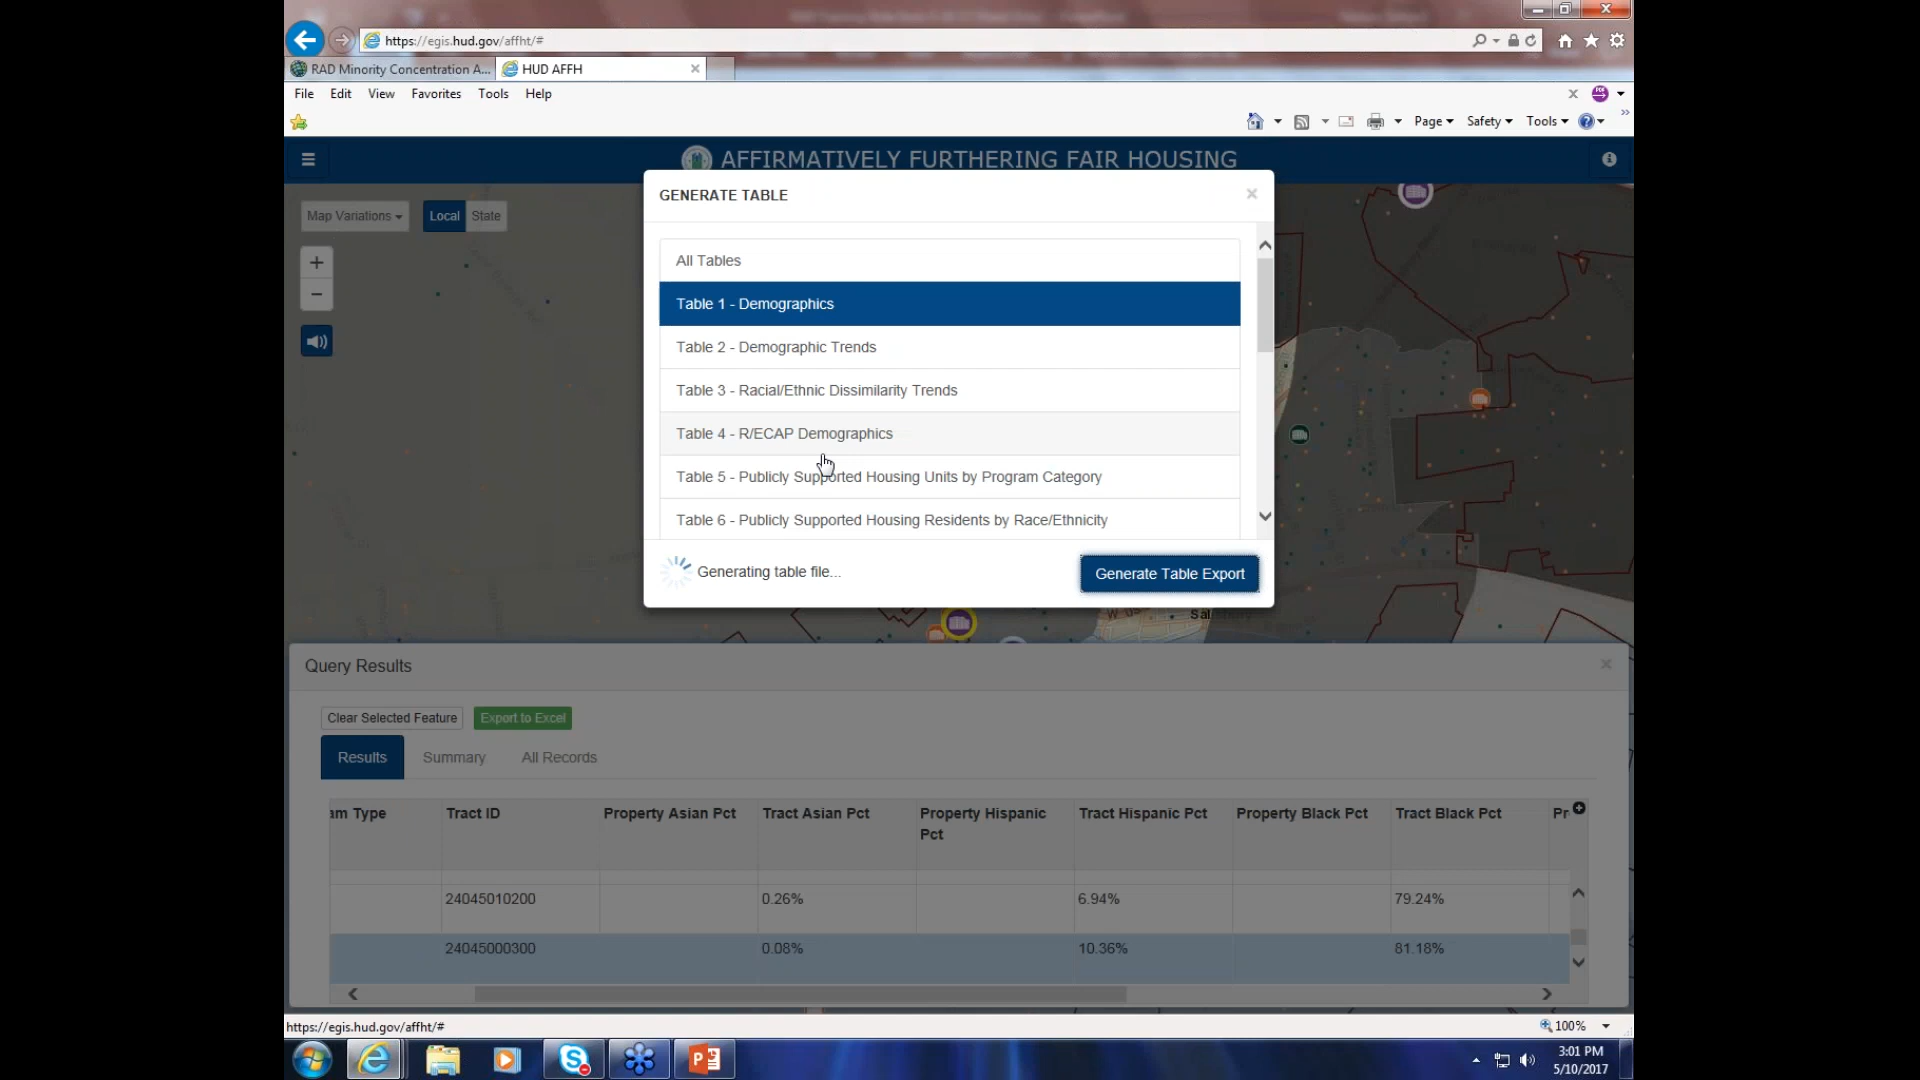 https://egis.hud.gov/affht/#
RAD Minority Concentration A...
HUD AFFH
File Edit View Favorites Tools Help
Page Safety Tools
AFFIRMATIVELY FURTHERING FAIR HOUSING
Map Variations Local State
GENERATE TABLE
All Tables
Table 1 - Demographics
Table 2 - Demographic Trends
Table 3 - Racial/Ethnic Dissimilarity Trends
Table 4 - R/ECAP Demographics
Table 5 - Publicly Supported Housing Units by Program Category
Table 6 - Publicly Supported Housing Residents by Race/Ethnicity
Generating table file...
Generate Table Export
Query Results
Clear Selected Feature Export to Excel
Results Summary All Records
am Type Tract ID Property Asian Pct Tract Asian Pct Property Hispanic Pct Tract Hispanic Pct Property Black Pct Tract Black Pct Pr
24045010200 0.26% 6.94% 79.24%
24045000300 0.08% 10.36% 81.18%
https://egis.hud.gov/affht/#
100%
3:01 PM
5/10/2017